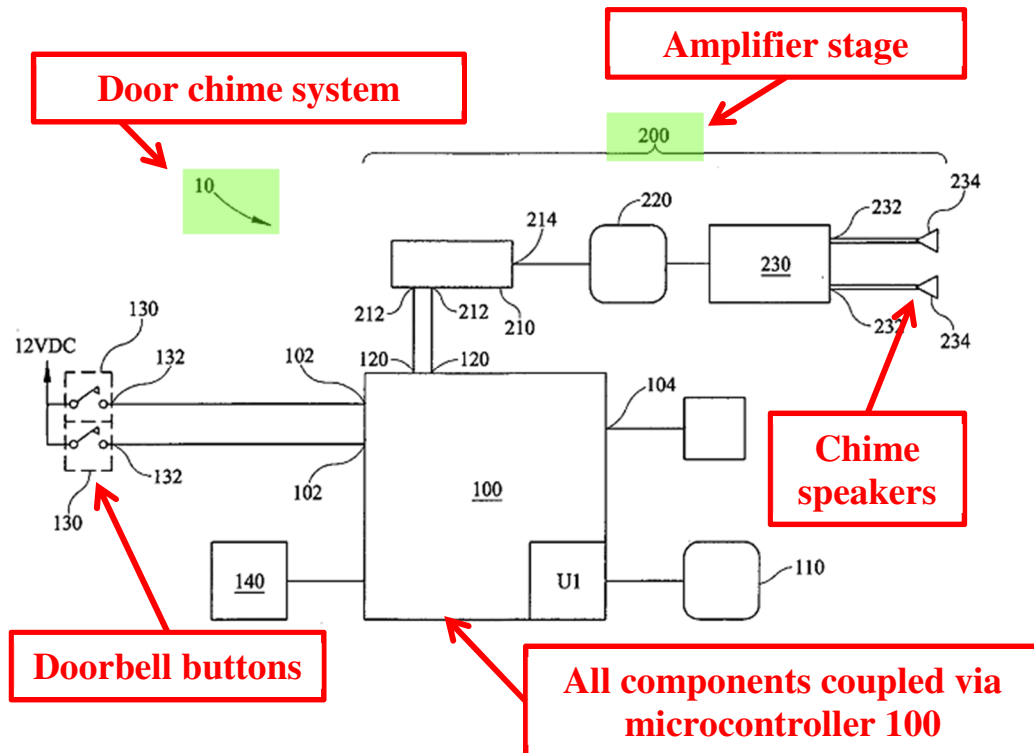 Amplifier stage
Door chime system
200
10
234
220
232
214
230
212
212
210
232
234
130
12VDC
132
102
120
120
104
132
102
130
100
Chime
speakers
140
U1
110
Doorbell buttons
All components coupled via
microcontroller 100